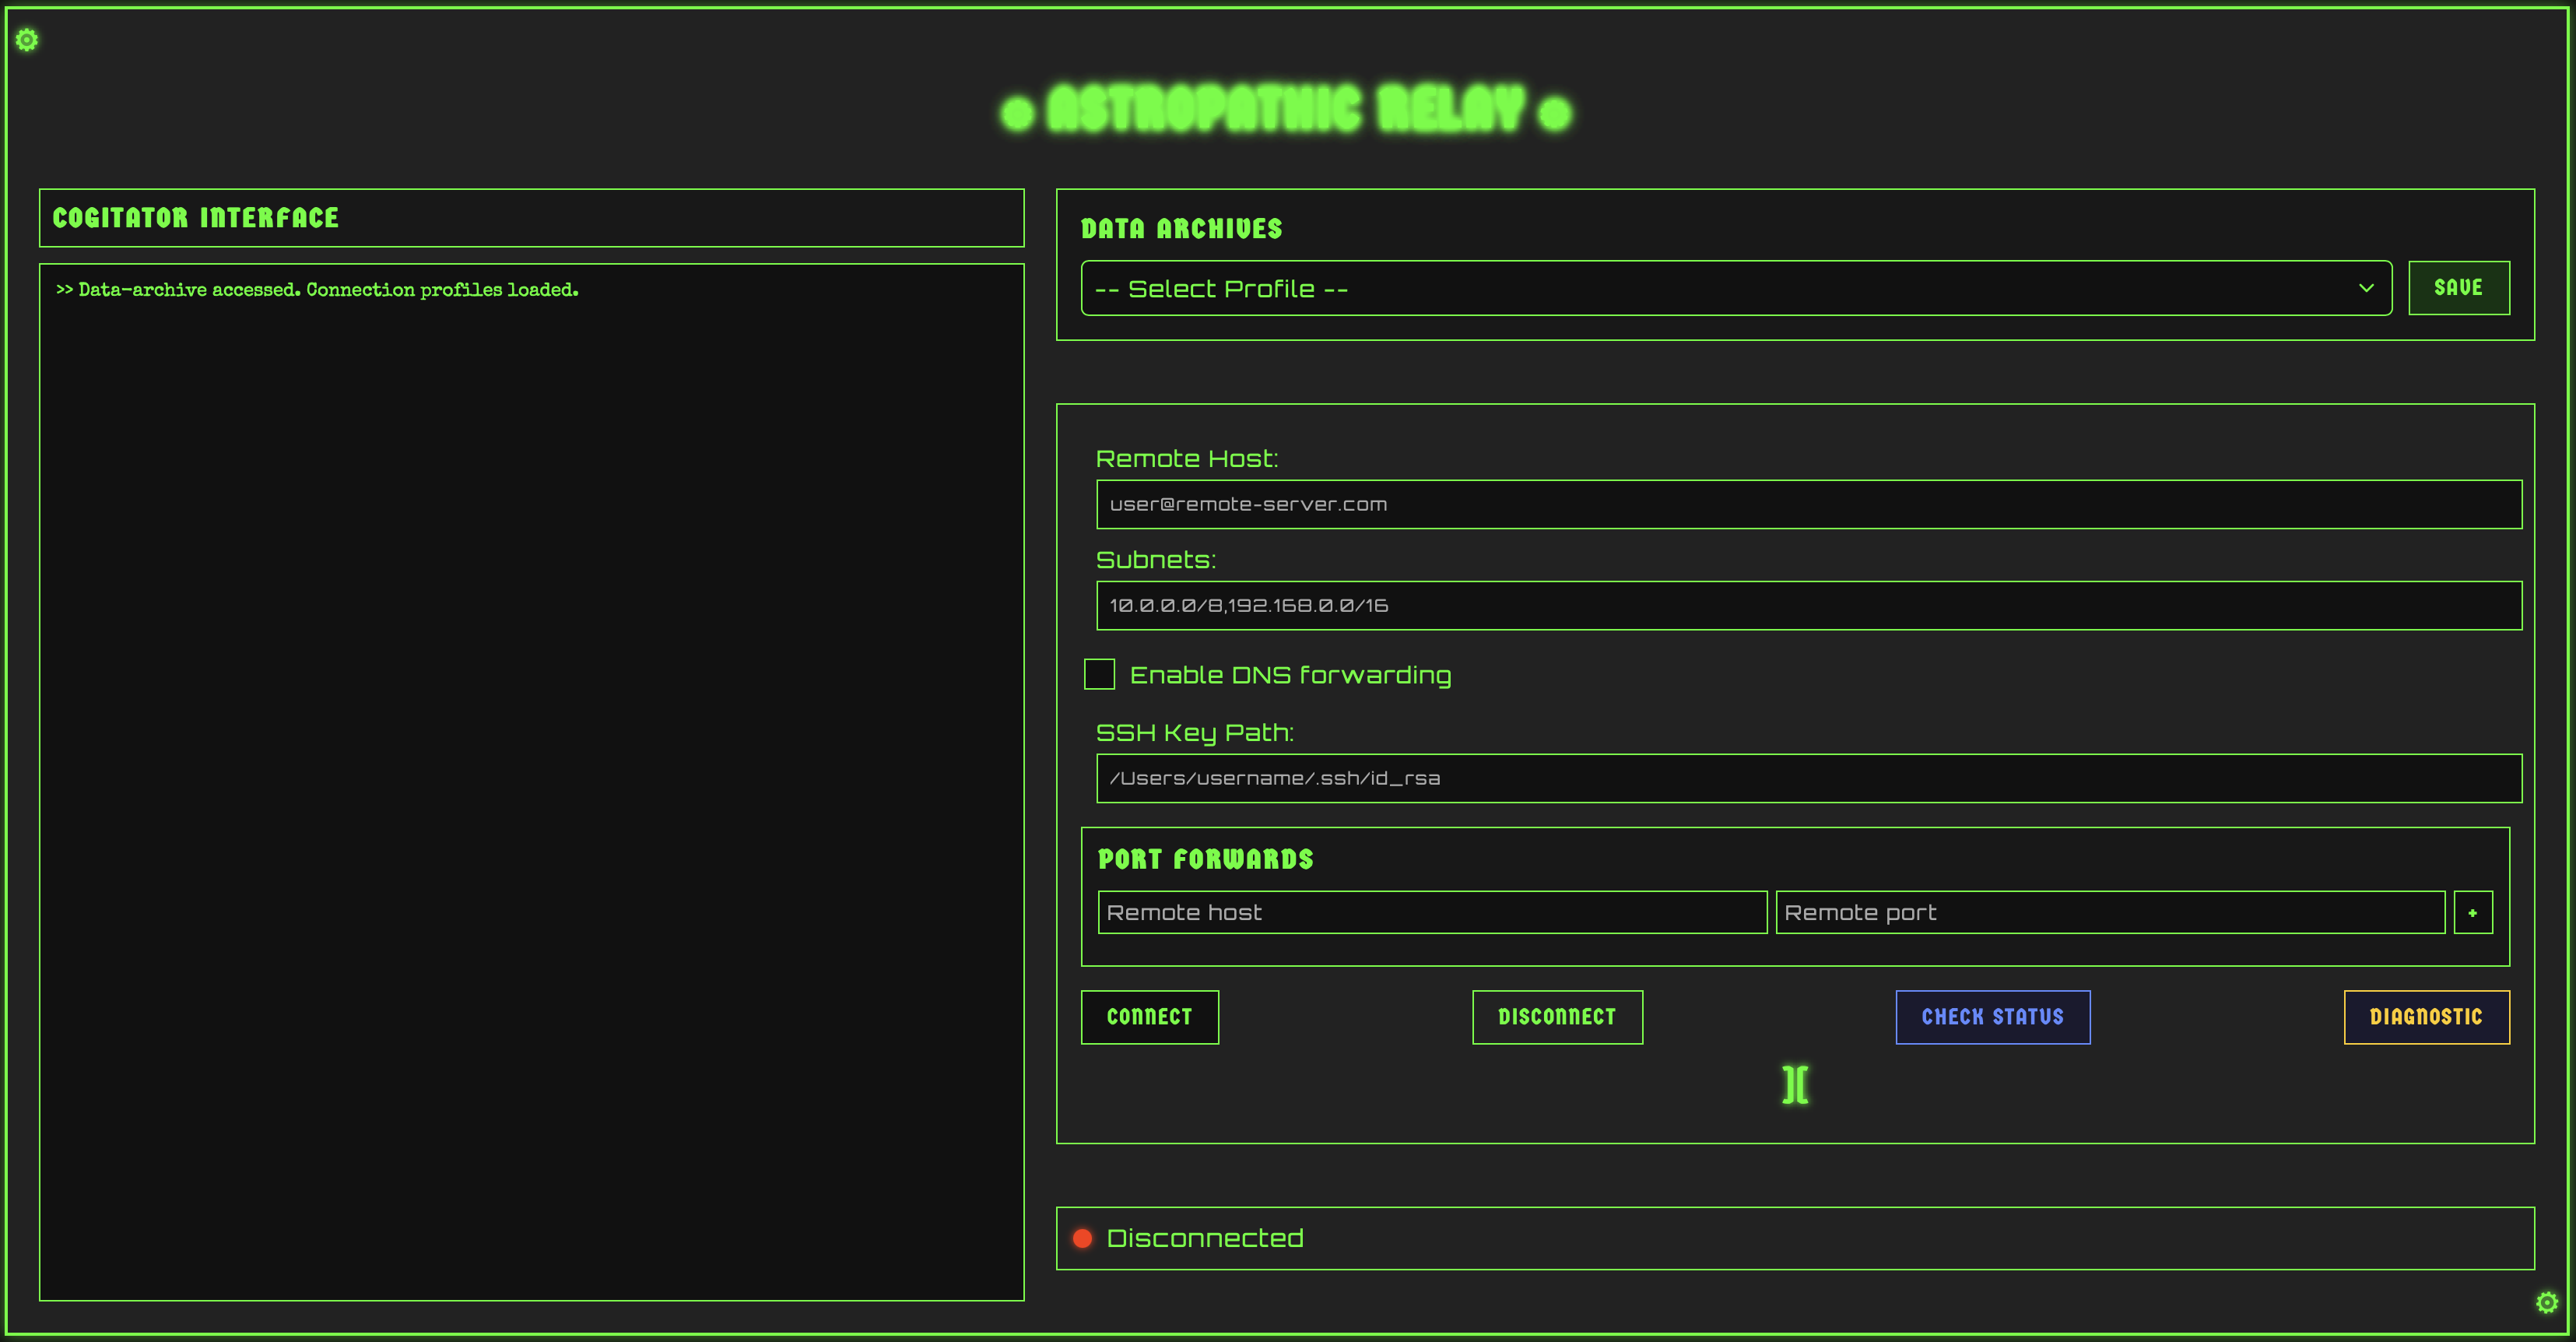 ASTROPATHIC RELAY
COGITATOR INTERFACE
>> Data-archive accessed. Connection profiles loaded.
DATA ARCHIVES
-- Select Profile --
SAVE
Remote Host:
user@remote-server.com
Subnets:
10.0.0.0/8,192.168.0.0/16
Enable DNS forwarding
SSH Key Path:
/Users/username/.ssh/id_rsa
PORT FORWARDS
Remote host Remote port +
CONNECT DISCONNECT CHECK STATUS DIAGNOSTIC
][
Disconnected